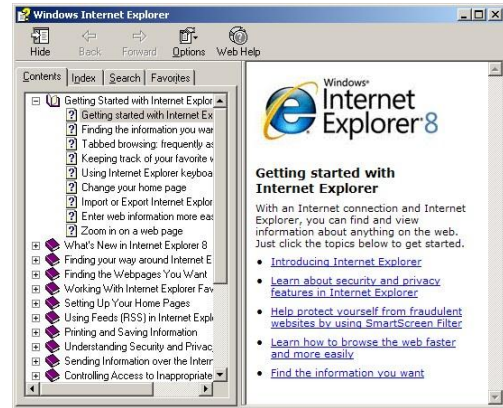 Windows Internet Explorer
Hide Back Forward Options Web Help
Contents Index Search Favorites
Getting Started with Internet Explor
Getting started with Internet Ex
Finding the information you wan
Tabbed browsing: frequently as
Keeping track of your favorite w
Using Internet Explorer keyboa
Change your home page
Import or Export Internet Explor
Enter web information more eas
Zoom in on a web page
What's New in Internet Explorer 8
Finding your way around Internet E
Finding the Webpages You Want
Working With Internet Explorer Fav
Setting Up Your Home Pages
Using Feeds (RSS) in Internet Explo
Printing and Saving Information
Understanding Security and Privac
Sending Information over the Intern
Controlling Access to Inappropriate
Windows
Internet
Explorer 8
Getting started with
Internet Explorer
With an Internet connection and Internet
Explorer, you can find and view
information about anything on the web.
Just click the topics below to get started.
Introducing Internet Explorer
Learn about security and privacy
features in Internet Explorer
Help protect yourself from fraudulent
websites by using SmartScreen Filter
Learn how to browse the web faster
and more easily
Find the information you want